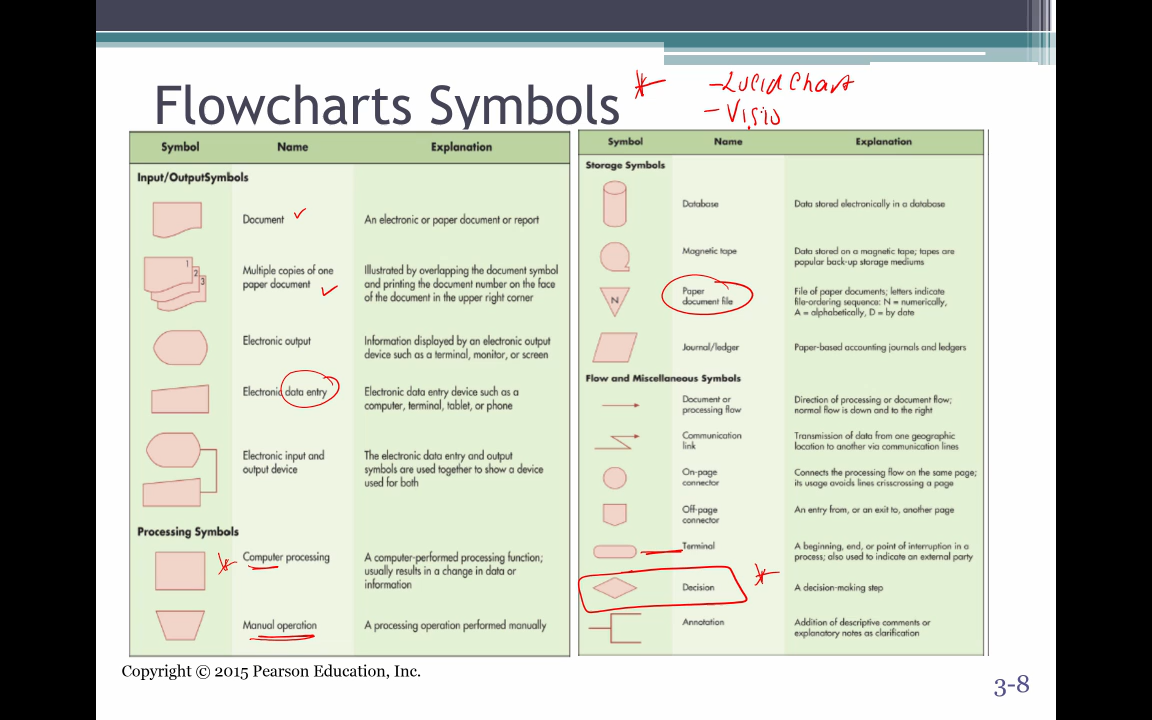 Flowcharts Symbols
-Lucid Chart
-Visio
Symbol Name Explanation
Input/OutputSymbols
Document An electronic or paper document or report
1
2
3
Multiple copies of one
paper document
Illustrated by overlapping the document symbol
and printing the document number on the face
of the document in the upper right corner
Electronic output
Information displayed by an electronic output
device such as a terminal, monitor, or screen
Electronic data entry
Electronic data entry device such as a
computer, terminal, tablet, or phone
Electronic input and
output device
The electronic data entry and output
symbols are used together to show a device
used for both
Processing Symbols
Computer processing
A computer-performed processing function;
usually results in a change in data or
information
Manual operation A processing operation performed manually
Symbol Name Explanation
Storage Symbols
Database Data stored electronically in a database
Magnetic tape
Data stored on a magnetic tape; tapes are
popular back-up storage mediums
N
Paper
document file
File of paper documents; letters indicate
file-ordering sequence: N = numerically,
A = alphabetically, D = by date
Journal/ledger Paper-based accounting journals and ledgers
Flow and Miscellaneous Symbols
Document or
processing flow
Direction of processing or document flow;
normal flow is down and to the right
Communication
link
Transmission of data from one geographic
location to another via communication lines
On-page
connector
Connects the processing flow on the same page;
its usage avoids lines crisscrossing a page
Off-page
connector
An entry from, or an exit to, another page
Terminal
A beginning, end, or point of interruption in a
process; also used to indicate an external party
Decision A decision-making step
Annotation
Addition of descriptive comments or
explanatory notes as clarification
Copyright © 2015 Pearson Education, Inc.
3-8